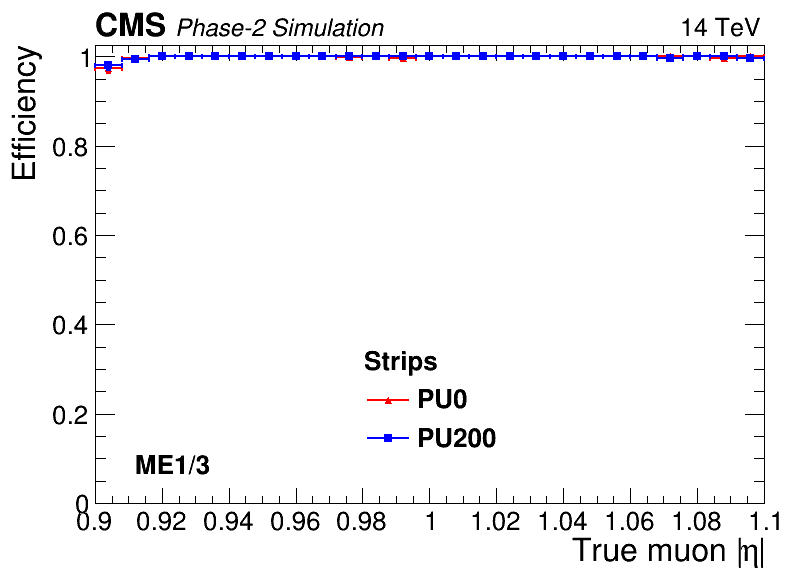 CMS Phase-2 Simulation 14 TeV
Efficiency
1
0.8
0.6
0.4
0.2
0
Strips
PU0
PU200
ME1/3
0.9 0.92 0.94 0.96 0.98 1 1.02 1.04 1.06 1.08 1.1
True muon |η|